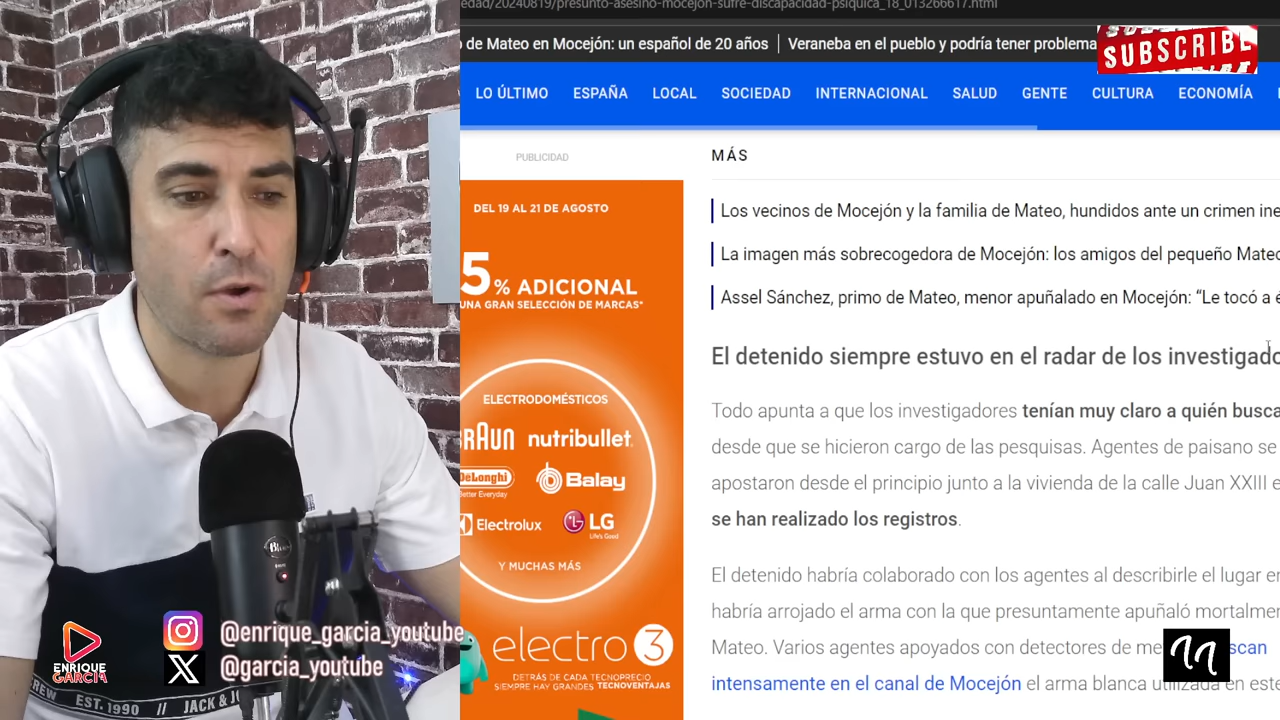 edad/20240819/presunto-asesino-mocejon-sufre-discapacidad-psiquica_18_013266617.html
o de Mateo en Mocejón: un español de 20 años
Veraneba en el pueblo y podría tener problema
SUBSCRIBE
LO ÚLTIMO ESPAÑA LOCAL SOCIEDAD INTERNACIONAL SALUD GENTE CULTURA ECONOMÍA
PUBLICIDAD
DEL 19 AL 21 DE AGOSTO
5% ADICIONAL
UNA GRAN SELECCIÓN DE MARCAS*
ELECTRODOMÉSTICOS
BRAUN nutribullet.
DeLonghi
Better Everyday
Balay
Electrolux
LG
Life's Good
Y MUCHAS MÁS
electro 3
DETRÁS DE CADA TECNOPRECIO
SIEMPRE HAY GRANDES TECNOVENTAJAS
MÁS
Los vecinos de Mocejón y la familia de Mateo, hundidos ante un crimen ine
La imagen más sobrecogedora de Mocejón: los amigos del pequeño Mateo
Assel Sánchez, primo de Mateo, menor apuñalado en Mocejón: “Le tocó a é
El detenido siempre estuvo en el radar de los investigado
Todo apunta a que los investigadores tenían muy claro a quién busca
desde que se hicieron cargo de las pesquisas. Agentes de paisano se
apostaron desde el principio junto a la vivienda de la calle Juan XXIII e
se han realizado los registros.
El detenido habría colaborado con los agentes al describirle el lugar en
habría arrojado el arma con la que presuntamente apuñaló mortalme
Mateo. Varios agentes apoyados con detectores de me scan
intensamente en el canal de Mocejón el arma blanca utilizada en este
Blue
ENRIQUE
GARCIA
@enrique_garcia_youtube
@garcia_youtube
CREW EST. 1990 // JACK & J